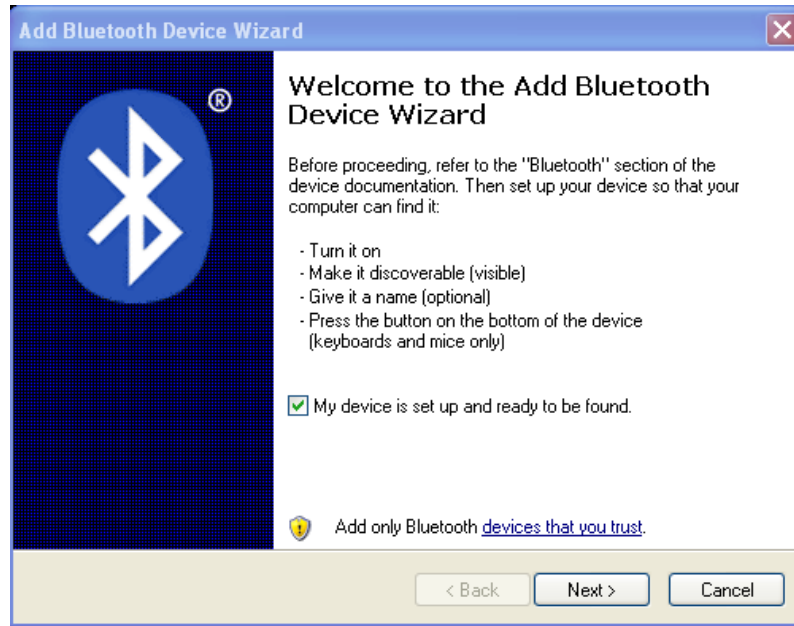 Add Bluetooth Device Wizard
®
Welcome to the Add Bluetooth
Device Wizard
Before proceeding, refer to the "Bluetooth" section of the
device documentation. Then set up your device so that your
computer can find it:
- Turn it on
- Make it discoverable (visible)
- Give it a name (optional)
- Press the button on the bottom of the device
(keyboards and mice only)
My device is set up and ready to be found.
Add only Bluetooth devices that you trust.
< Back Next > Cancel